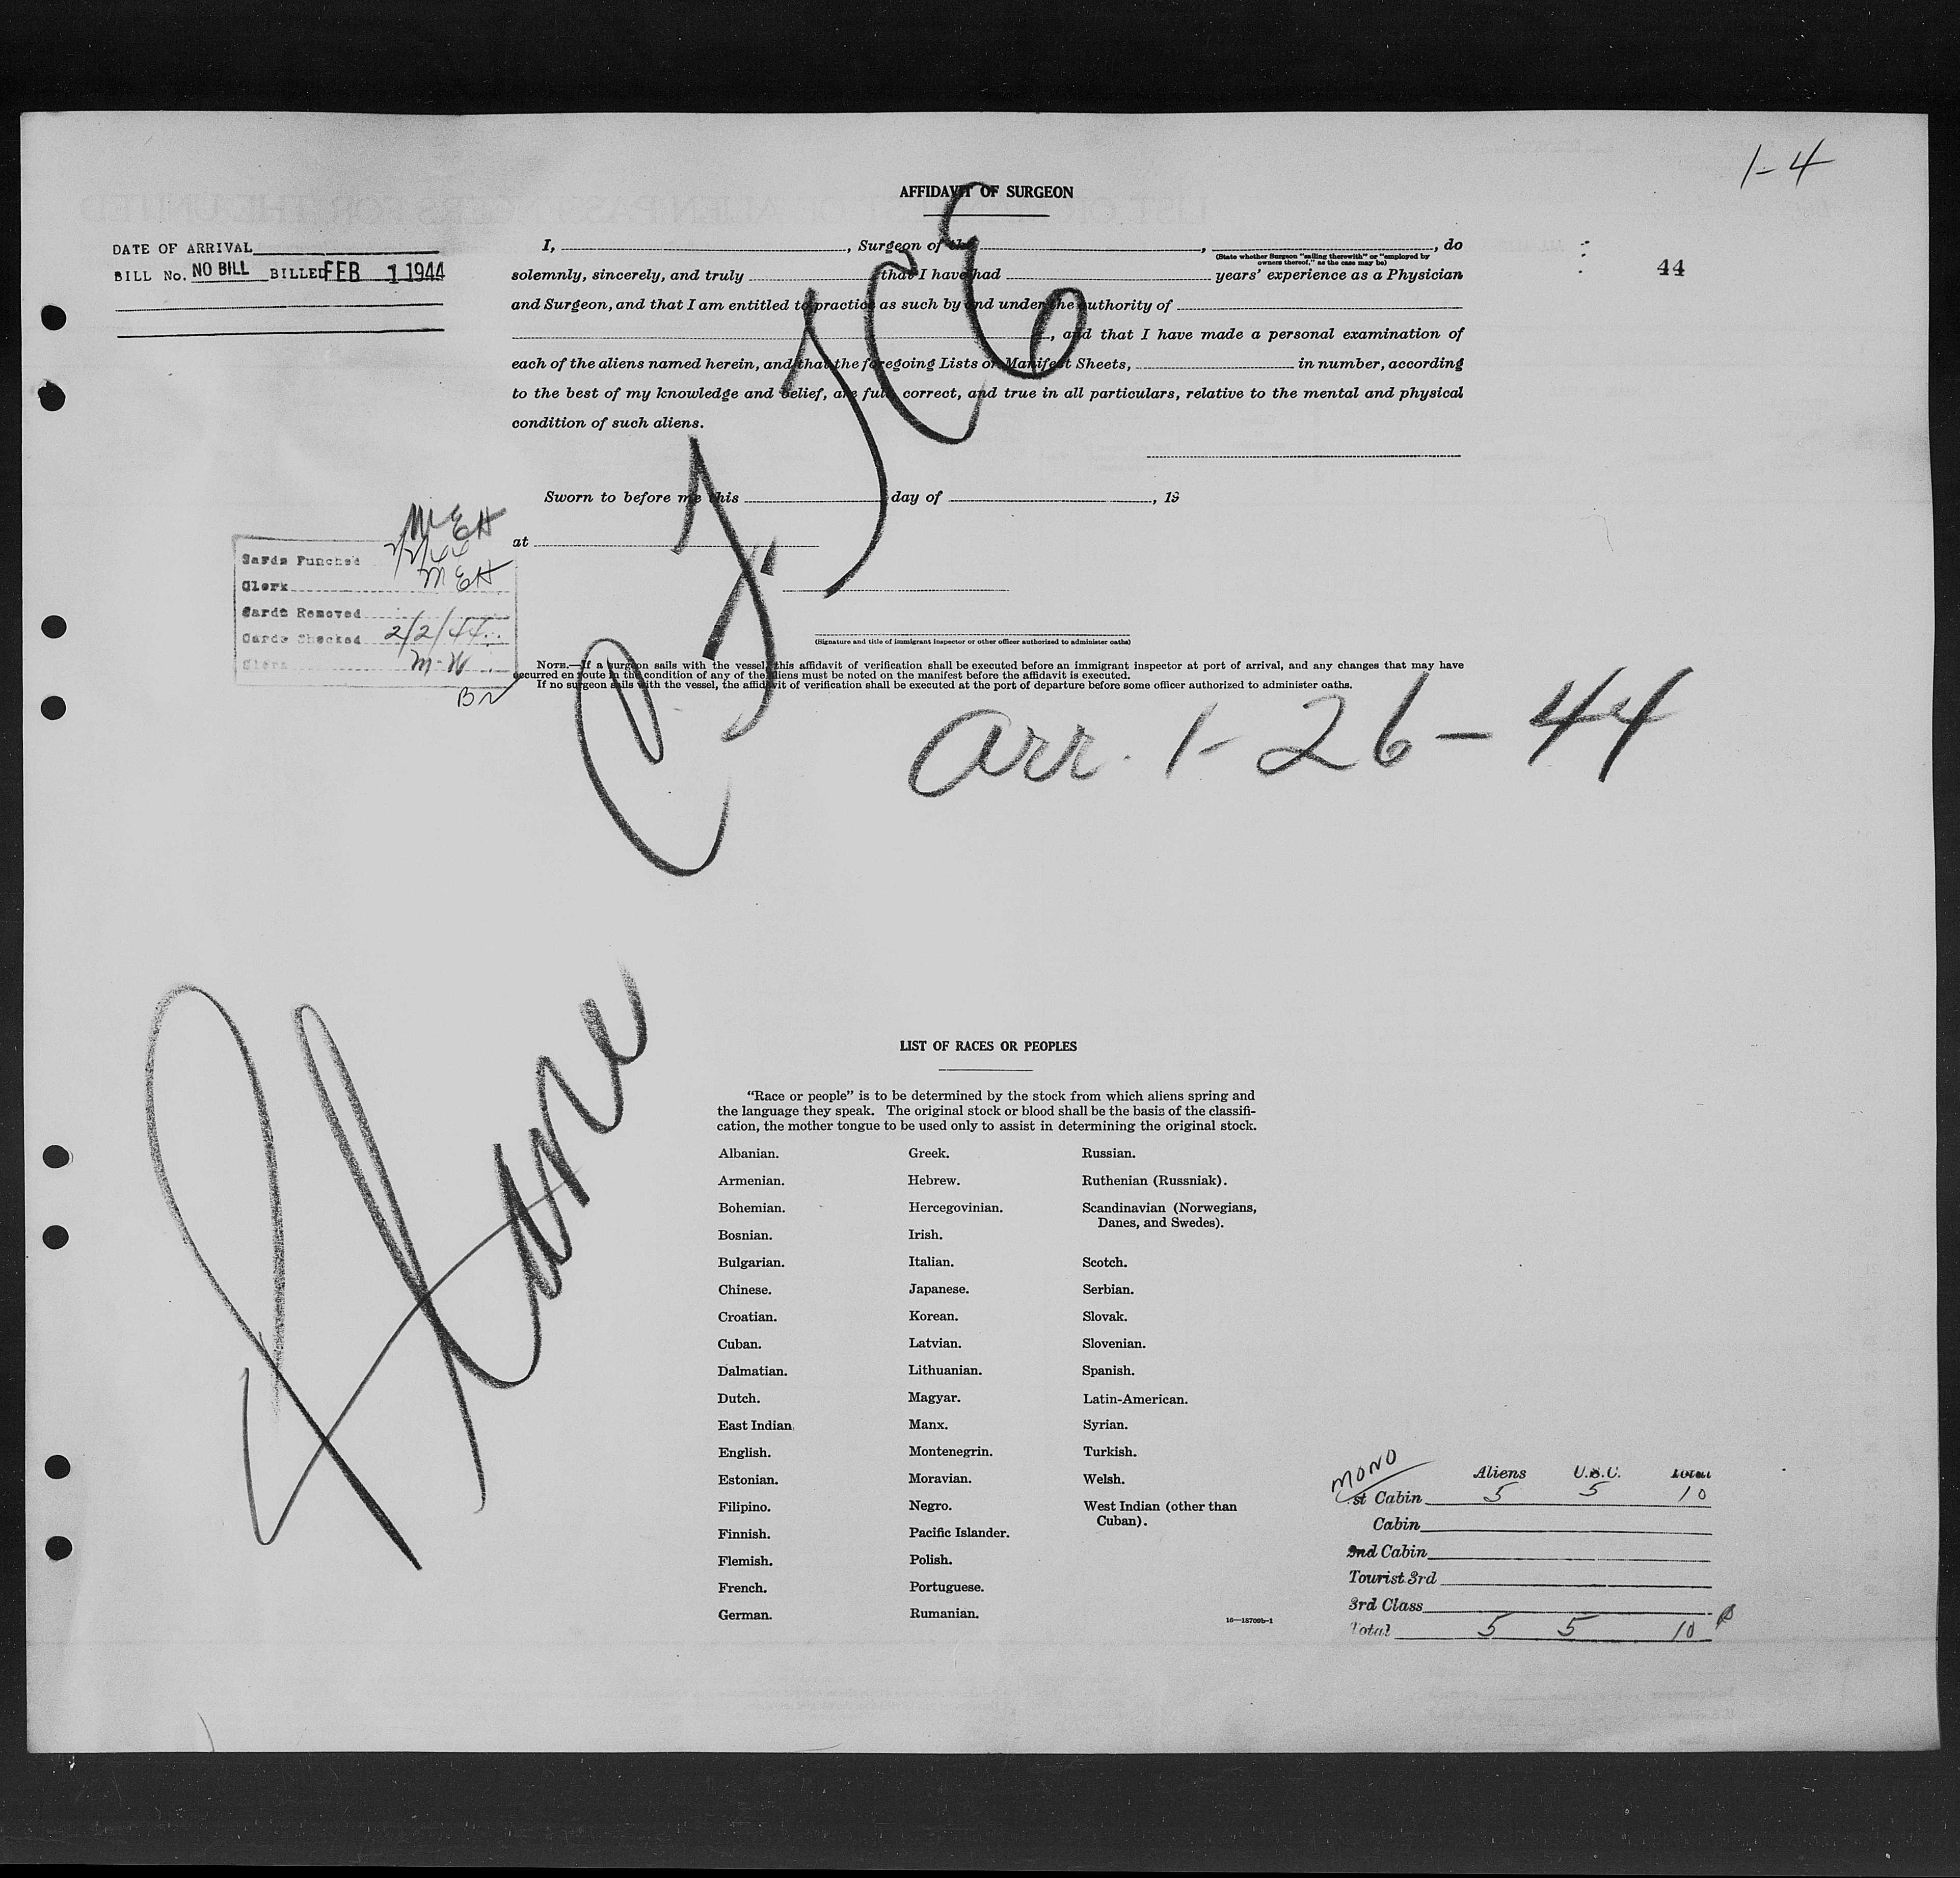 1-4
AFFIDAVIT OF SURGEON
DATE OF ARRIVAL
BILL No. NO BILL BILLED FEB 1 1944
44
I, , Surgeon of the , , do
(State whether Surgeon "sailing therewith" or "employed by
owners thereof," as the case may be)
solemnly, sincerely, and truly that I have had years' experience as a Physician
and Surgeon, and that I am entitled to practice as such by and under the authority of
, and that I have made a personal examination of
each of the aliens named herein, and that the foregoing Lists or Manifest Sheets, in number, according
to the best of my knowledge and belief, are full, correct, and true in all particulars, relative to the mental and physical
condition of such aliens.
Sworn to before me this day of , 19
at
MEH
2/2/44
Cards Punched
Clerk MEH
Cards Removed
Cards Checked 2/2/44
Clerk M-W
BN
(Signature and title of immigrant inspector or other officer authorized to administer oaths)
NOTE.—If a surgeon sails with the vessel, this affidavit of verification shall be executed before an immigrant inspector at port of arrival, and any changes that may have
occurred en route in the condition of any of the aliens must be noted on the manifest before the affidavit is executed.
If no surgeon sails with the vessel, the affidavit of verification shall be executed at the port of departure before some officer authorized to administer oaths.
arr. 1-26-44
Plane
LIST OF RACES OR PEOPLES
"Race or people" is to be determined by the stock from which aliens spring and
the language they speak. The original stock or blood shall be the basis of the classifi-
cation, the mother tongue to be used only to assist in determining the original stock.
Albanian. Greek. Russian.
Armenian. Hebrew. Ruthenian (Russniak).
Bohemian. Hercegovinian. Scandinavian (Norwegians,
Danes, and Swedes).
Bosnian. Irish.
Bulgarian. Italian. Scotch.
Chinese. Japanese. Serbian.
Croatian. Korean. Slovak.
Cuban. Latvian. Slovenian.
Dalmatian. Lithuanian. Spanish.
Dutch. Magyar. Latin-American.
East Indian. Manx. Syrian.
English. Montenegrin. Turkish.
Estonian. Moravian. Welsh.
Filipino. Negro. West Indian (other than
Cuban).
Finnish. Pacific Islander.
Flemish. Polish.
French. Portuguese.
German. Rumanian.
16—18709b-1
MONO Aliens U.S.C. Total
1st Cabin 5 5 10
Cabin
2nd Cabin
Tourist 3rd
3rd Class
Total 5 5 10